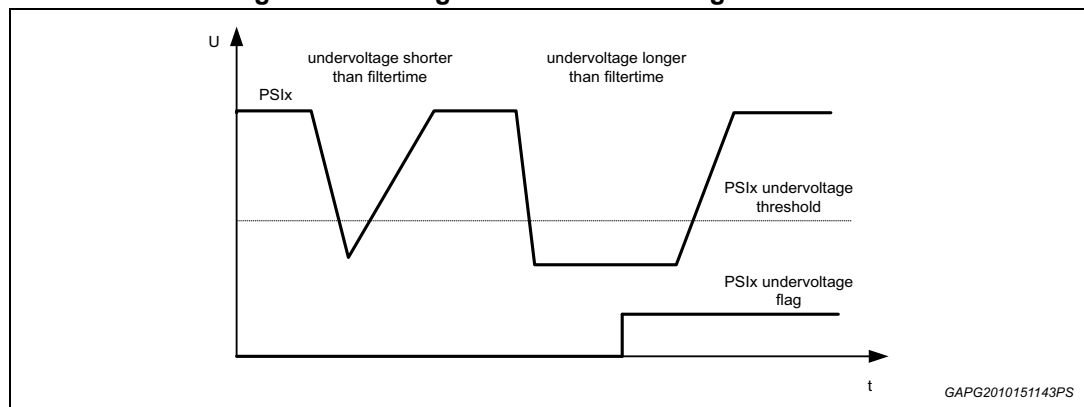 U
undervoltage shorter
than filtertime
undervoltage longer
than filtertime
PSIx
PSIx undervoltage
threshold
PSIx undervoltage
flag
t
GAPG2010151143PS